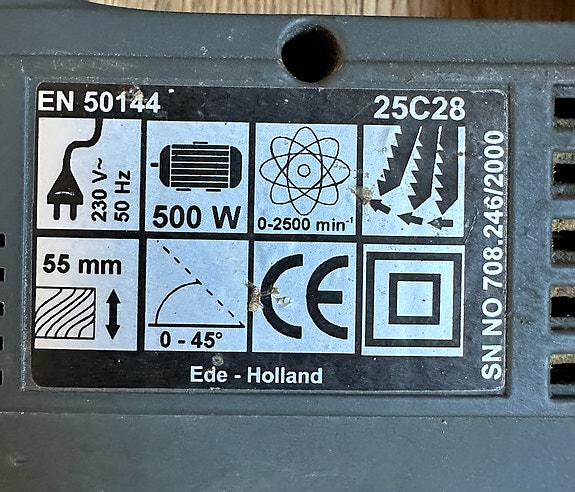 EN 50144
25C28
230 V~
50 Hz
500 W
0-2500 min⁻¹
55 mm
0 - 45°
CE
Ede - Holland
SN NO 708.246/2000